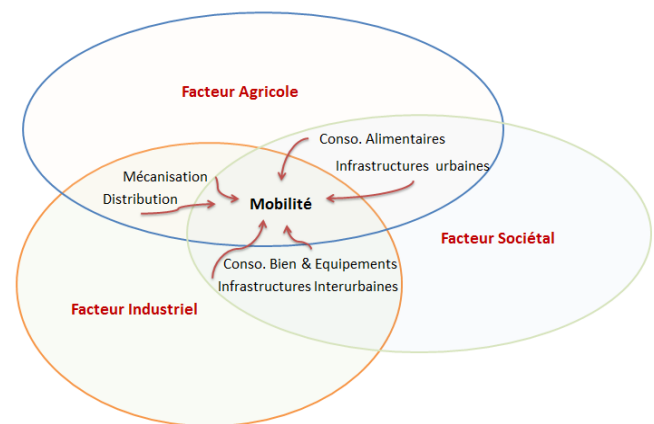 Facteur Agricole
Conso. Alimentaires
Infrastructures urbaines
Mécanisation
Distribution
Mobilité
Facteur Sociétal
Conso. Bien & Equipements
Infrastructures Interurbaines
Facteur Industriel